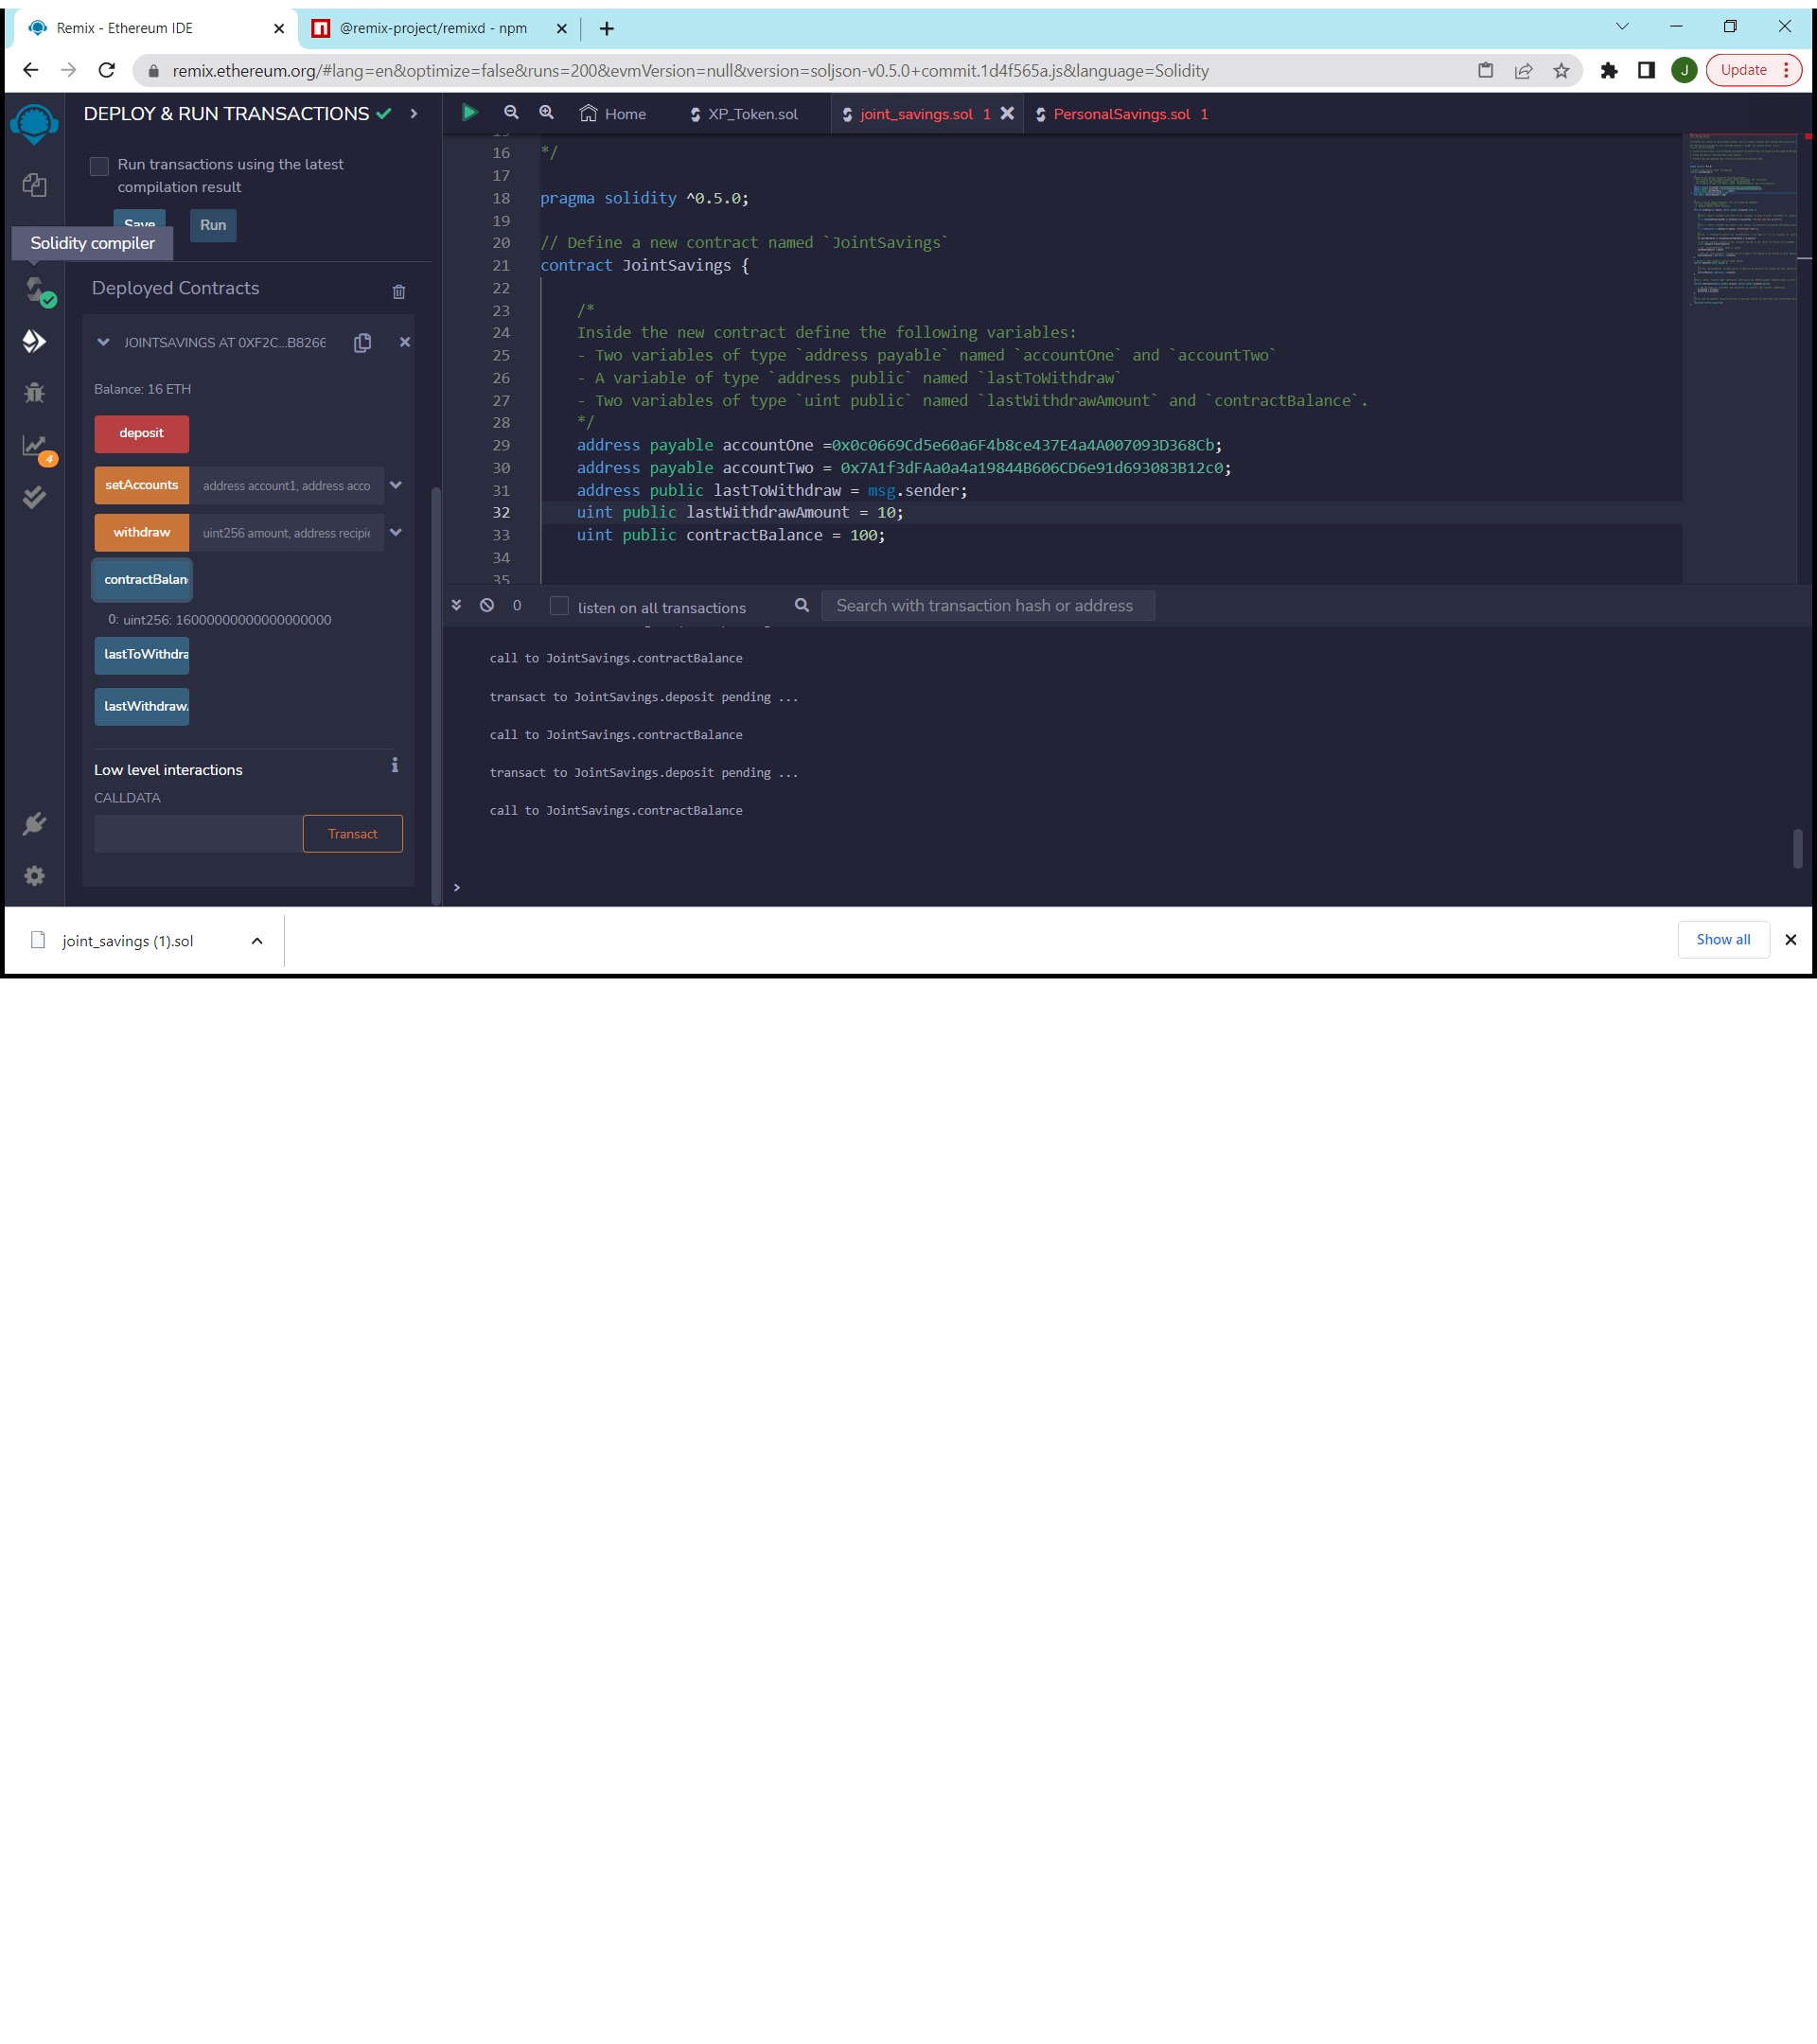 Remix - Ethereum IDE
@remix-project/remixd - npm
remix.ethereum.org/#lang=en&optimize=false&runs=200&evmVersion=null&version=soljson-v0.5.0+commit.1d4f565a.js&language=Solidity
J
Update
DEPLOY & RUN TRANSACTIONS
Run transactions using the latest
compilation result
Save
Run
Solidity compiler
Deployed Contracts
JOINTSAVINGS AT 0XF2C...B8266
Balance: 16 ETH
deposit
setAccounts
address account1, address acco
withdraw
uint256 amount, address recipie
contractBalan
0: uint256: 16000000000000000000
lastToWithdra
lastWithdraw.
Low level interactions
i
CALLDATA
Transact
4
Home
XP_Token.sol
joint_savings.sol 1
PersonalSavings.sol 1
16 */
17
18 pragma solidity ^0.5.0;
19
20 // Define a new contract named `JointSavings`
21 contract JointSavings {
22
23 /*
24 Inside the new contract define the following variables:
25 - Two variables of type `address payable` named `accountOne` and `accountTwo`
26 - A variable of type `address public` named `lastToWithdraw`
27 - Two variables of type `uint public` named `lastWithdrawAmount` and `contractBalance`.
28 */
29 address payable accountOne =0x0c0669Cd5e60a6F4b8ce437E4a4A007093D368Cb;
30 address payable accountTwo = 0x7A1f3dFAa0a4a19844B606CD6e91d693083B12c0;
31 address public lastToWithdraw = msg.sender;
32 uint public lastWithdrawAmount = 10;
33 uint public contractBalance = 100;
34
35
0
listen on all transactions
Search with transaction hash or address
call to JointSavings.contractBalance
transact to JointSavings.deposit pending ...
call to JointSavings.contractBalance
transact to JointSavings.deposit pending ...
call to JointSavings.contractBalance
>
joint_savings (1).sol
Show all